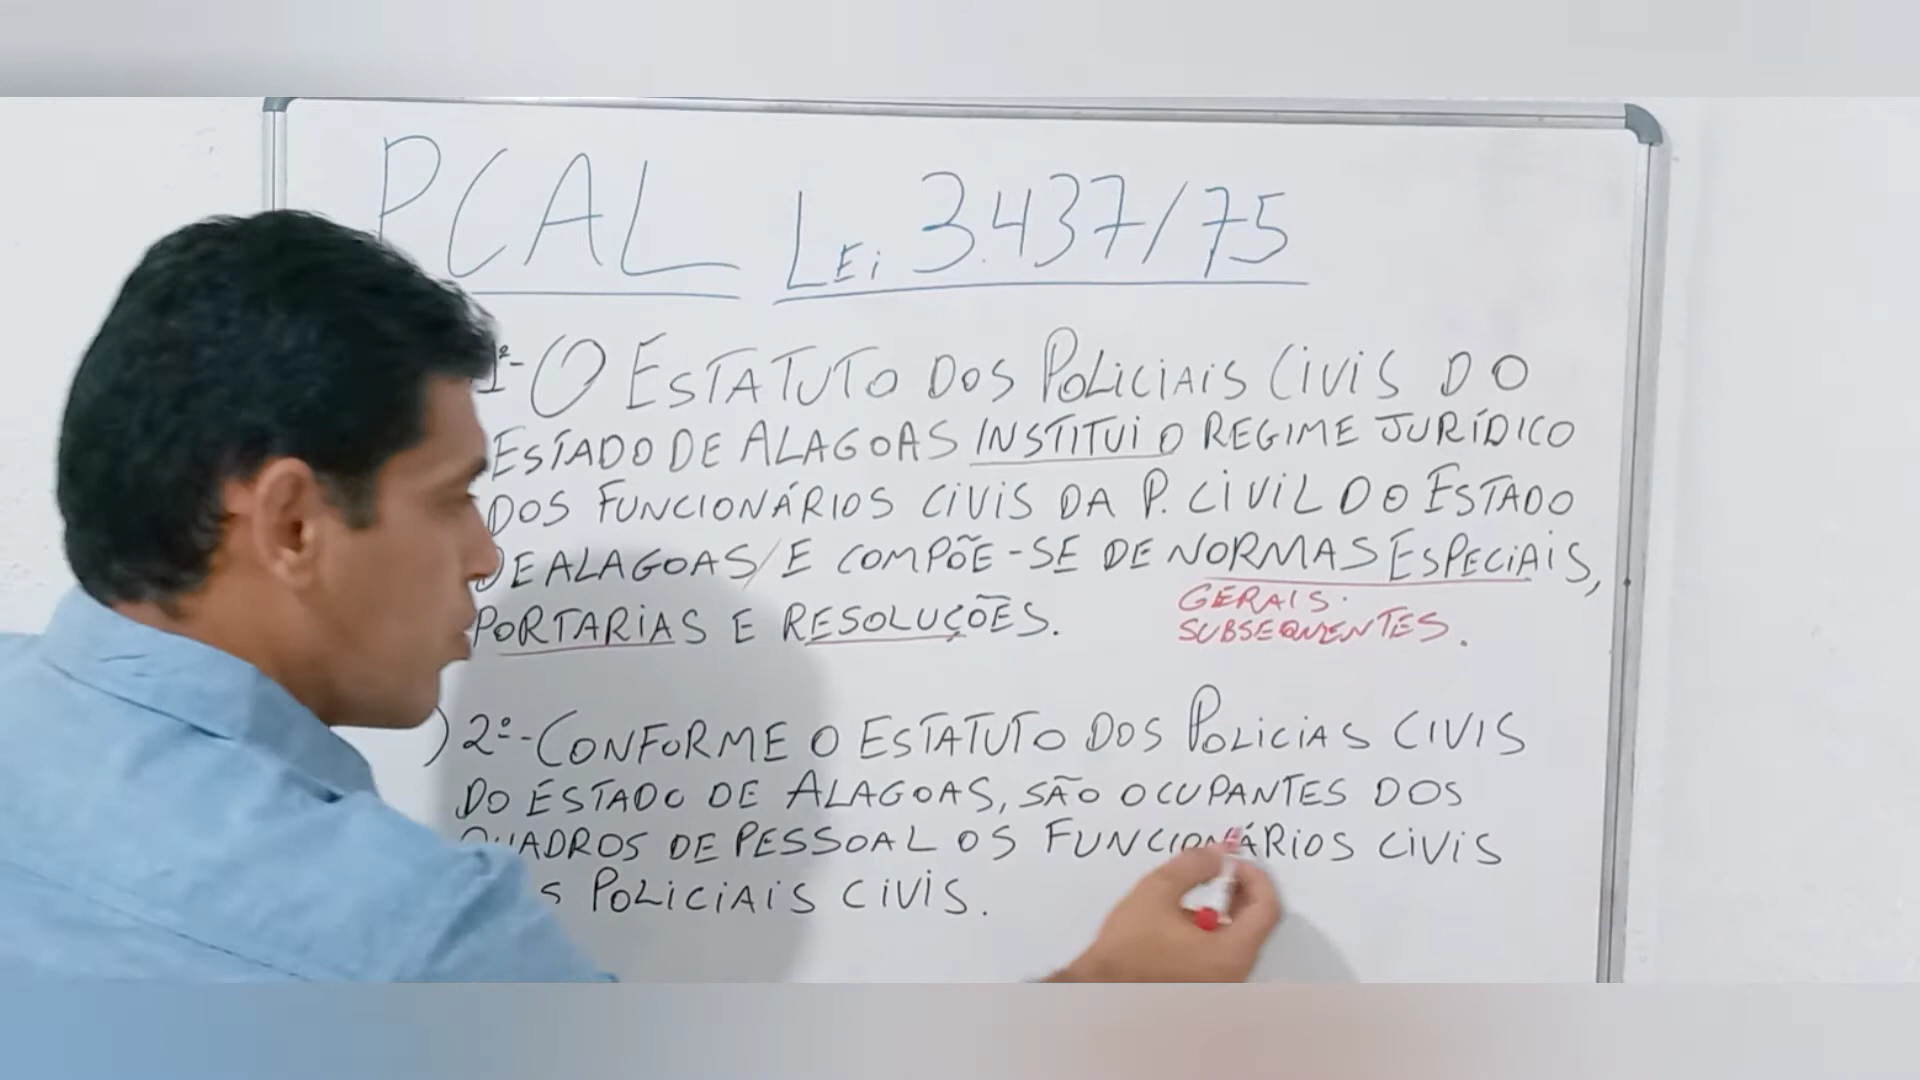 PCAL LEi 3.437/75
1º- O ESTATUTO DOS POLICIAIS CIVIS DO
ESTADO DE ALAGOAS INSTITUI O REGIME JURÍDICO
DOS FUNCIONÁRIOS CIVIS DA P. CIVIL DO ESTADO
DE ALAGOAS/E COMPÕE-SE DE NORMAS ESPECIAIS,
PORTARIAS E RESOLUÇÕES.
GERAIS.
SUBSEQUENTES.
) 2º- CONFORME O ESTATUTO DOS POLICIAS CIVIS
DO ESTADO DE ALAGOAS, SÃO OCUPANTES DOS
QUADROS DE PESSOAL OS FUNCIONÁRIOS CIVIS
S POLICIAIS CIVIS.